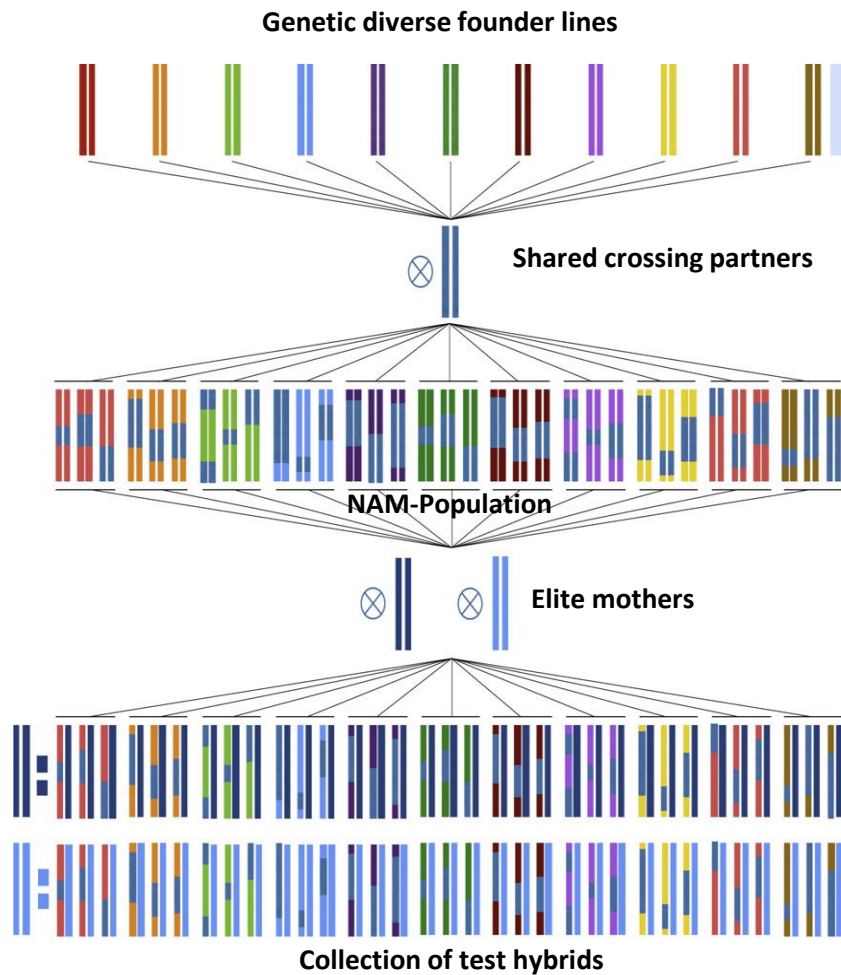 Genetic diverse founder lines
Shared crossing partners
NAM-Population
Elite mothers
Collection of test hybrids